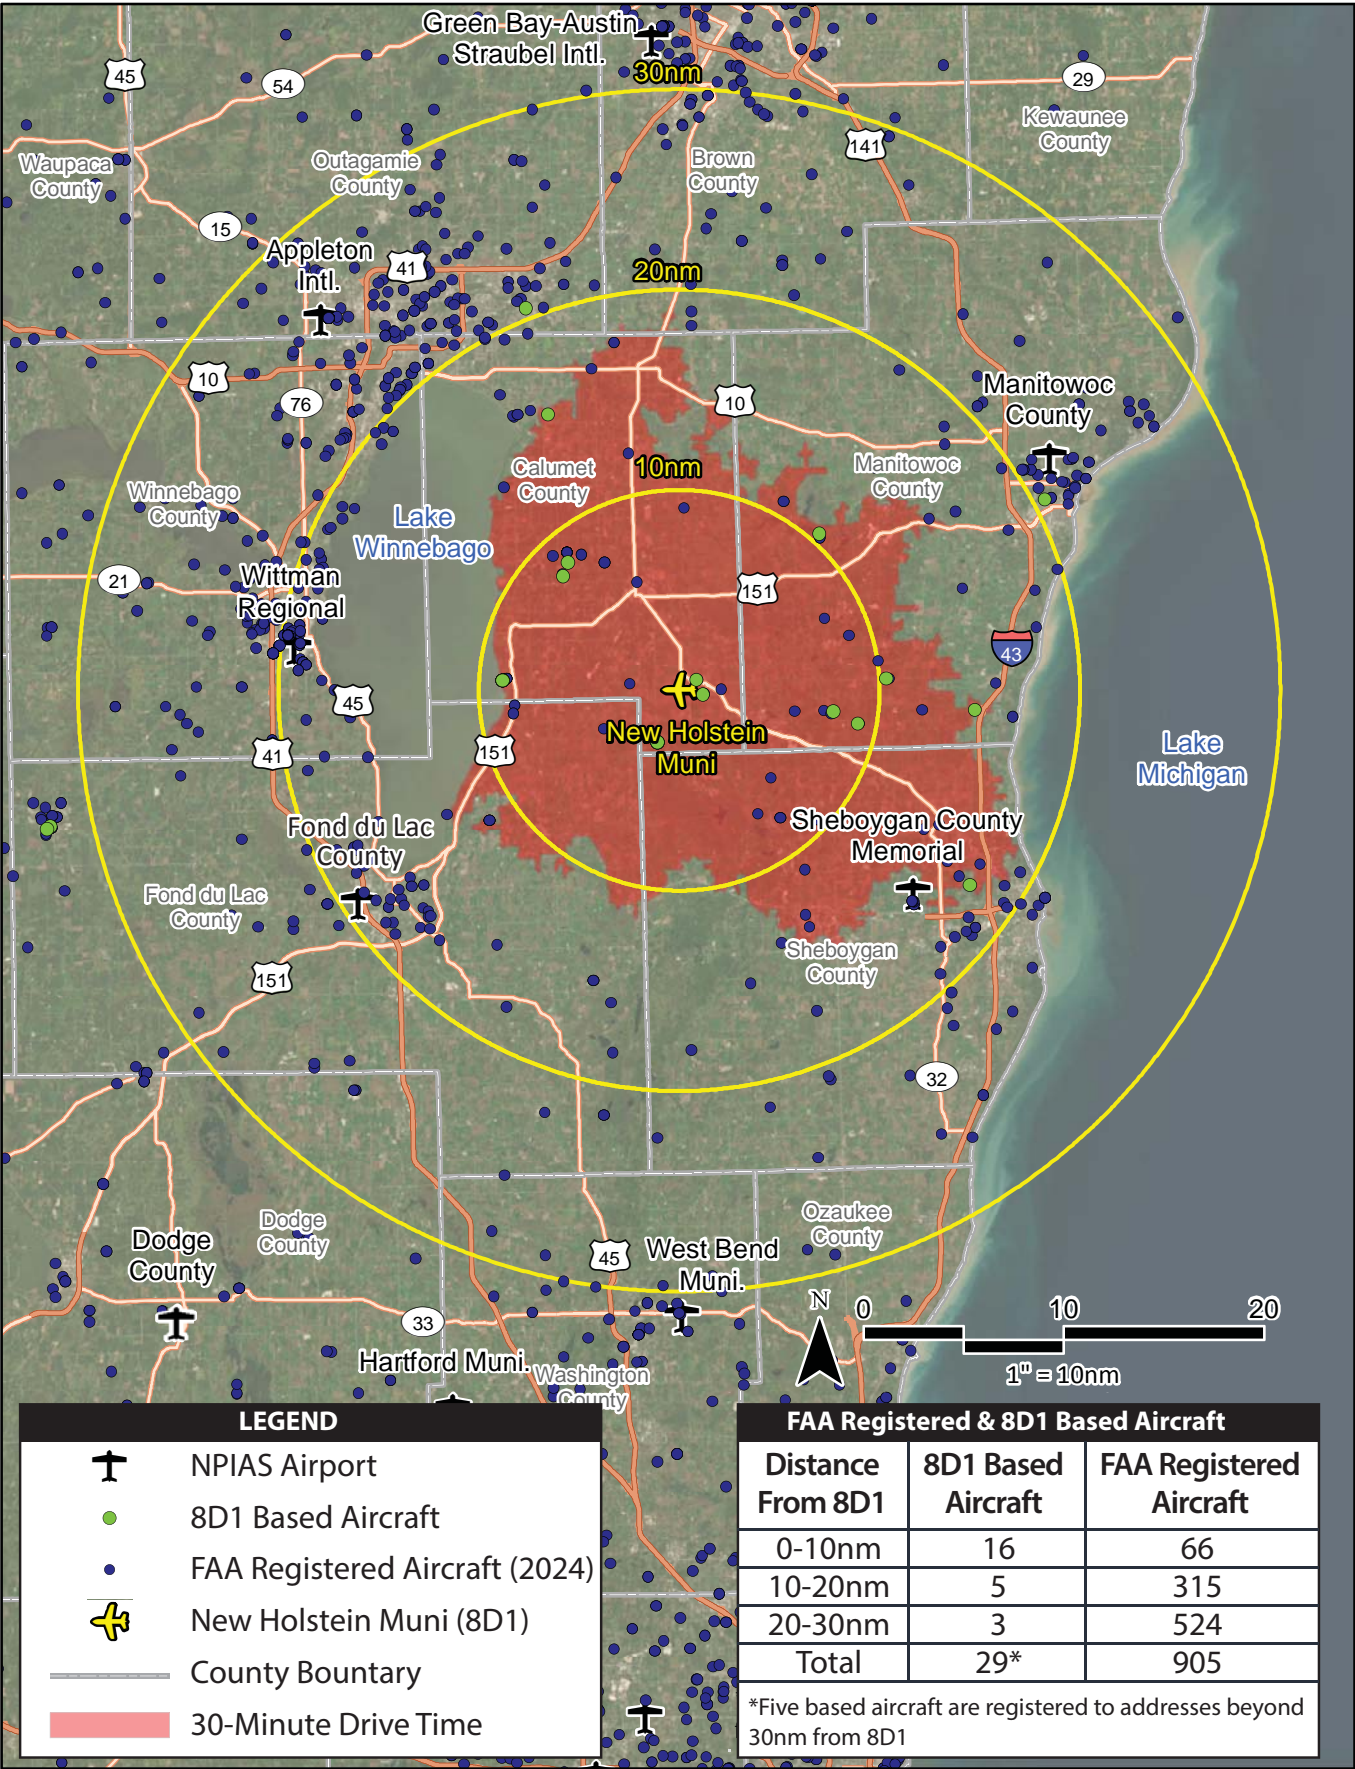 Green Bay-Austin
Straubel Intl.
30nm
45
54
29
Kewaunee
County
141
Waupaca
County
Outagamie
County
Brown
County
15
Appleton
Intl.
41
20nm
10
76
10
Manitowoc
County
10nm
Calumet
County
Manitowoc
County
Winnebago
County
Lake
Winnebago
21
Wittman
Regional
151
43
45
New Holstein
Muni
41
151
Lake
Michigan
Fond du Lac
County
Sheboygan County
Memorial
Fond du Lac
County
Sheboygan
County
151
32
Dodge
County
Dodge
County
Ozaukee
County
45
West Bend
Muni.
33
N
0 10 20
1" = 10nm
Hartford Muni.
Washington
County
LEGEND
NPIAS Airport
8D1 Based Aircraft
FAA Registered Aircraft (2024)
New Holstein Muni (8D1)
County Bountary
30-Minute Drive Time
FAA Registered & 8D1 Based Aircraft
Distance From 8D1 8D1 Based Aircraft FAA Registered Aircraft
0-10nm 16 66
10-20nm 5 315
20-30nm 3 524
Total 29* 905
*Five based aircraft are registered to addresses beyond
30nm from 8D1